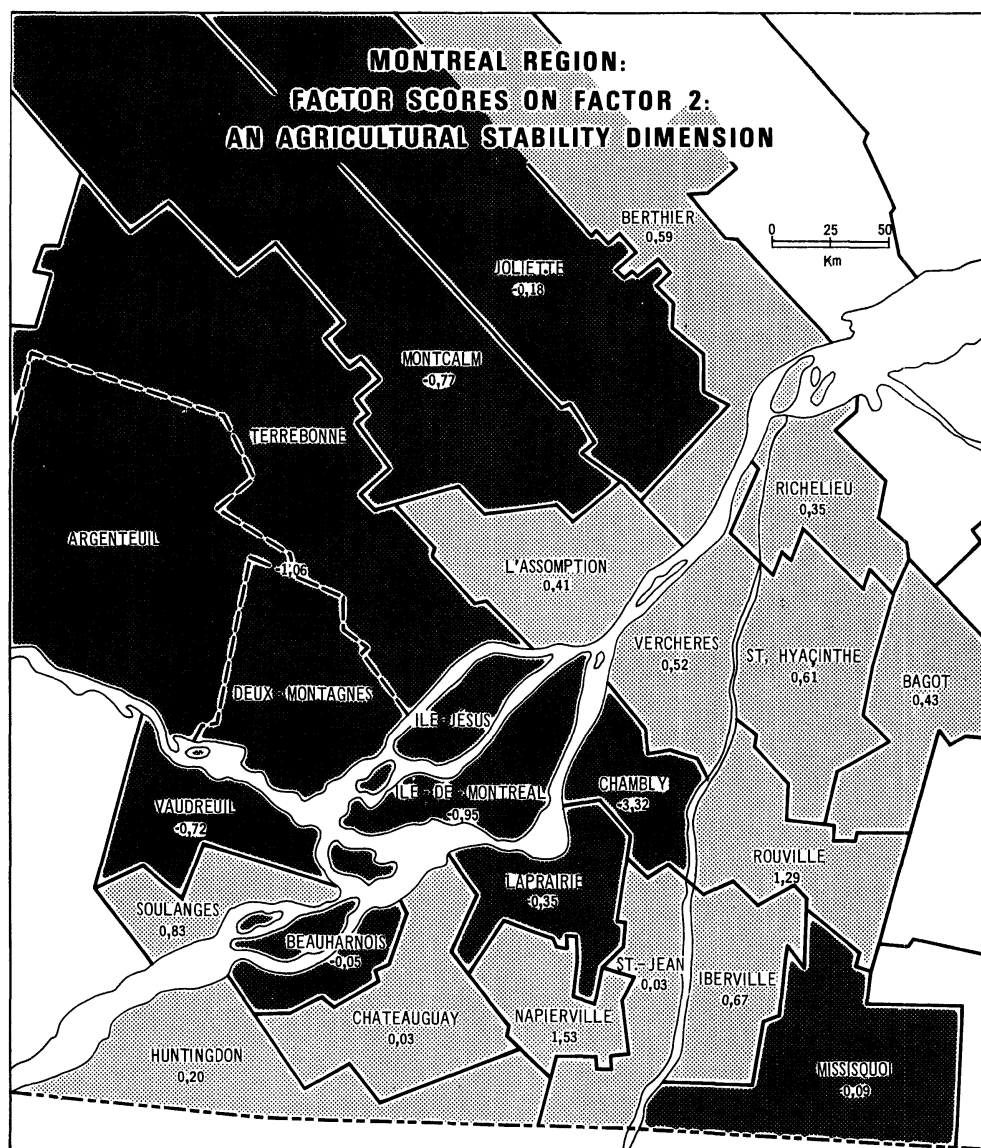 MONTREAL REGION:
FACTOR SCORES ON FACTOR 2:
AN AGRICULTURAL STABILITY DIMENSION
BERTHIER
0,59
0 25 50
Km
JOLIETTE
-0,18
MONTCALM
-0,77
TERREBONNE
RICHELIEU
0,35
ARGENTEUIL
-1,06
L'ASSOMPTION
0,41
VERCHERES
0,52
ST. HYACINTHE
0,61
BAGOT
0,43
DEUX-MONTAGNES
ILE-JÉSUS
ILE-DE-MONTREAL
-0,95
CHAMBLY
-3,32
VAUDREUIL
-0,72
ROUVILLE
1,29
LAPRAIRIE
-0,35
SOULANGES
0,83
BEAUHARNOIS
-0,05
ST.-JEAN
0,03
IBERVILLE
0,67
CHATEAUGUAY
0,03
NAPIERVILLE
1,53
HUNTINGDON
0,20
MISSISQUOI
-0,09